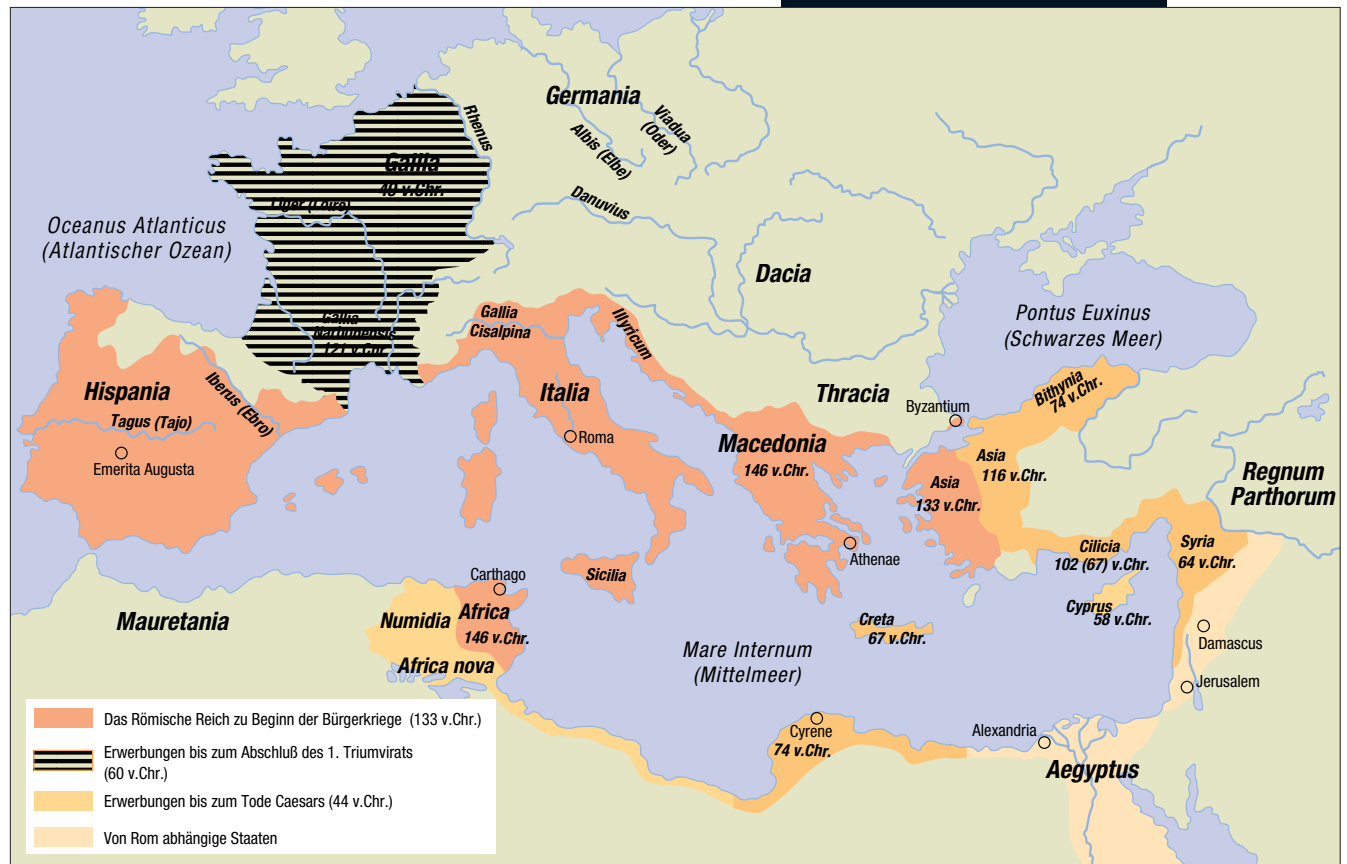 Germania
Rhenus
Albis (Elbe)
Viadua
(Oder)
Gallia
49 v.Chr.
Liger (Loire)
Danuvius
Oceanus Atlanticus
(Atlantischer Ozean)
Dacia
Pontus Euxinus
(Schwarzes Meer)
Gallia
Narbonensis
121 v.Chr.
Gallia
Cisalpina
Illyricum
Hispania
Iberus (Ebro)
Tagus (Tajo)
Emerita Augusta
Italia
Roma
Thracia
Byzantium
Bithynia
74 v.Chr.
Macedonia
146 v.Chr.
Asia
116 v.Chr.
Asia
133 v.Chr.
Regnum
Parthorum
Athenae
Cilicia
102 (67) v.Chr.
Syria
64 v.Chr.
Cyprus
58 v.Chr.
Carthago
Sicilia
Mauretania
Numidia
Africa
146 v.Chr.
Africa nova
Creta
67 v.Chr.
Mare Internum
(Mittelmeer)
Damascus
Jerusalem
Cyrene
74 v.Chr.
Alexandria
Aegyptus
Das Römische Reich zu Beginn der Bürgerkriege (133 v.Chr.)
Erwerbungen bis zum Abschluß des 1. Triumvirats
(60 v.Chr.)
Erwerbungen bis zum Tode Caesars (44 v.Chr.)
Von Rom abhängige Staaten